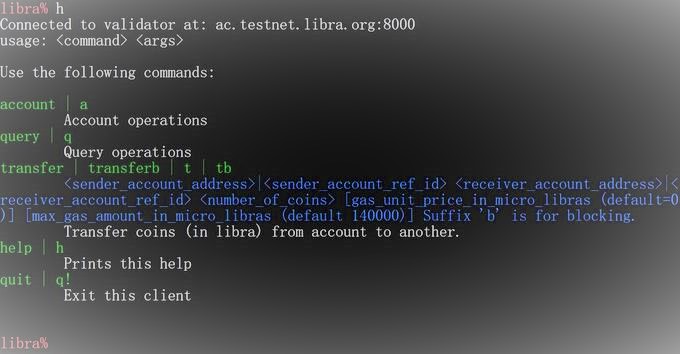 libra% h
Connected to validator at: ac.testnet.libra.org:8000
usage: <command> <args>
Use the following commands:
account | a
Account operations
query | q
Query operations
transfer | transferb | t | tb
<sender_account_address>|<sender_account_ref_id> <receiver_account_address>|<
receiver_account_ref_id> <number_of_coins> [gas_unit_price_in_micro_libras (default=0
)] [max_gas_amount_in_micro_libras (default 140000)] Suffix 'b' is for blocking.
Transfer coins (in libra) from account to another.
help | h
Prints this help
quit | q!
Exit this client
libra%